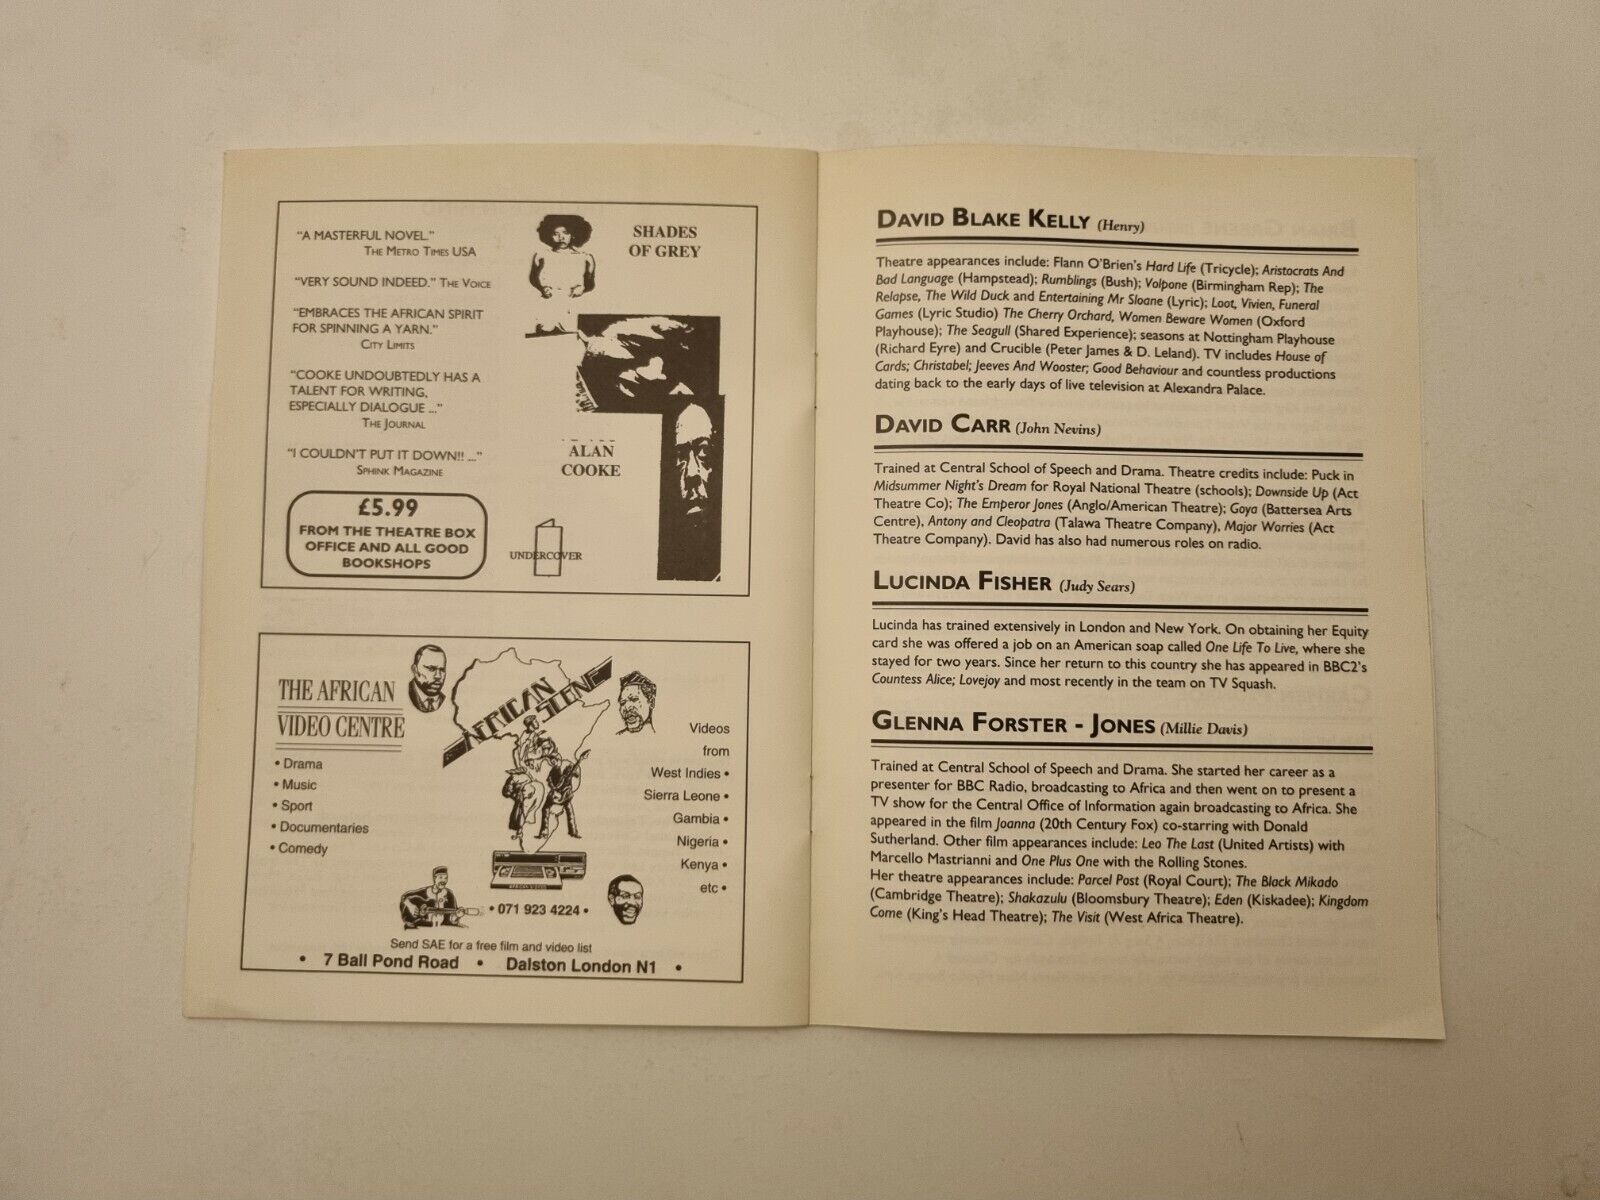 "A MASTERFUL NOVEL."
THE METRO TIMES USA
"VERY SOUND INDEED." THE VOICE
"EMBRACES THE AFRICAN SPIRIT
FOR SPINNING A YARN."
CITY LIMITS
"COOKE UNDOUBTEDLY HAS A
TALENT FOR WRITING,
ESPECIALLY DIALOGUE ..."
THE JOURNAL
"I COULDN'T PUT IT DOWN!! ..."
SPHINK MAGAZINE
£5.99
FROM THE THEATRE BOX
OFFICE AND ALL GOOD
BOOKSHOPS
SHADES
OF GREY
ALAN
COOKE
UNDERCOVER
THE AFRICAN
VIDEO CENTRE
• Drama
• Music
• Sport
• Documentaries
• Comedy
AFRICAN
SCENE
Videos
from
West Indies •
Sierra Leone •
Gambia •
Nigeria •
Kenya •
etc •
• 071 923 4224 •
Send SAE for a free film and video list
• 7 Ball Pond Road • Dalston London N1 •
DAVID BLAKE KELLY (Henry)
Theatre appearances include: Flann O'Brien's Hard Life (Tricycle); Aristocrats And
Bad Language (Hampstead); Rumblings (Bush); Volpone (Birmingham Rep); The
Relapse, The Wild Duck and Entertaining Mr Sloane (Lyric); Loot, Vivien, Funeral
Games (Lyric Studio) The Cherry Orchard, Women Beware Women (Oxford
Playhouse); The Seagull (Shared Experience); seasons at Nottingham Playhouse
(Richard Eyre) and Crucible (Peter James & D. Leland). TV includes House of
Cards; Christabel; Jeeves And Wooster; Good Behaviour and countless productions
dating back to the early days of live television at Alexandra Palace.
DAVID CARR (John Nevins)
Trained at Central School of Speech and Drama. Theatre credits include: Puck in
Midsummer Night's Dream for Royal National Theatre (schools); Downside Up (Act
Theatre Co); The Emperor Jones (Anglo/American Theatre); Goya (Battersea Arts
Centre), Antony and Cleopatra (Talawa Theatre Company), Major Worries (Act
Theatre Company). David has also had numerous roles on radio.
LUCINDA FISHER (Judy Sears)
Lucinda has trained extensively in London and New York. On obtaining her Equity
card she was offered a job on an American soap called One Life To Live, where she
stayed for two years. Since her return to this country she has appeared in BBC2's
Countess Alice; Lovejoy and most recently in the team on TV Squash.
GLENNA FORSTER - JONES (Millie Davis)
Trained at Central School of Speech and Drama. She started her career as a
presenter for BBC Radio, broadcasting to Africa and then went on to present a
TV show for the Central Office of Information again broadcasting to Africa. She
appeared in the film Joanna (20th Century Fox) co-starring with Donald
Sutherland. Other film appearances include: Leo The Last (United Artists) with
Marcello Mastrianni and One Plus One with the Rolling Stones.
Her theatre appearances include: Parcel Post (Royal Court); The Black Mikado
(Cambridge Theatre); Shakazulu (Bloomsbury Theatre); Eden (Kiskadee); Kingdom
Come (King's Head Theatre); The Visit (West Africa Theatre).